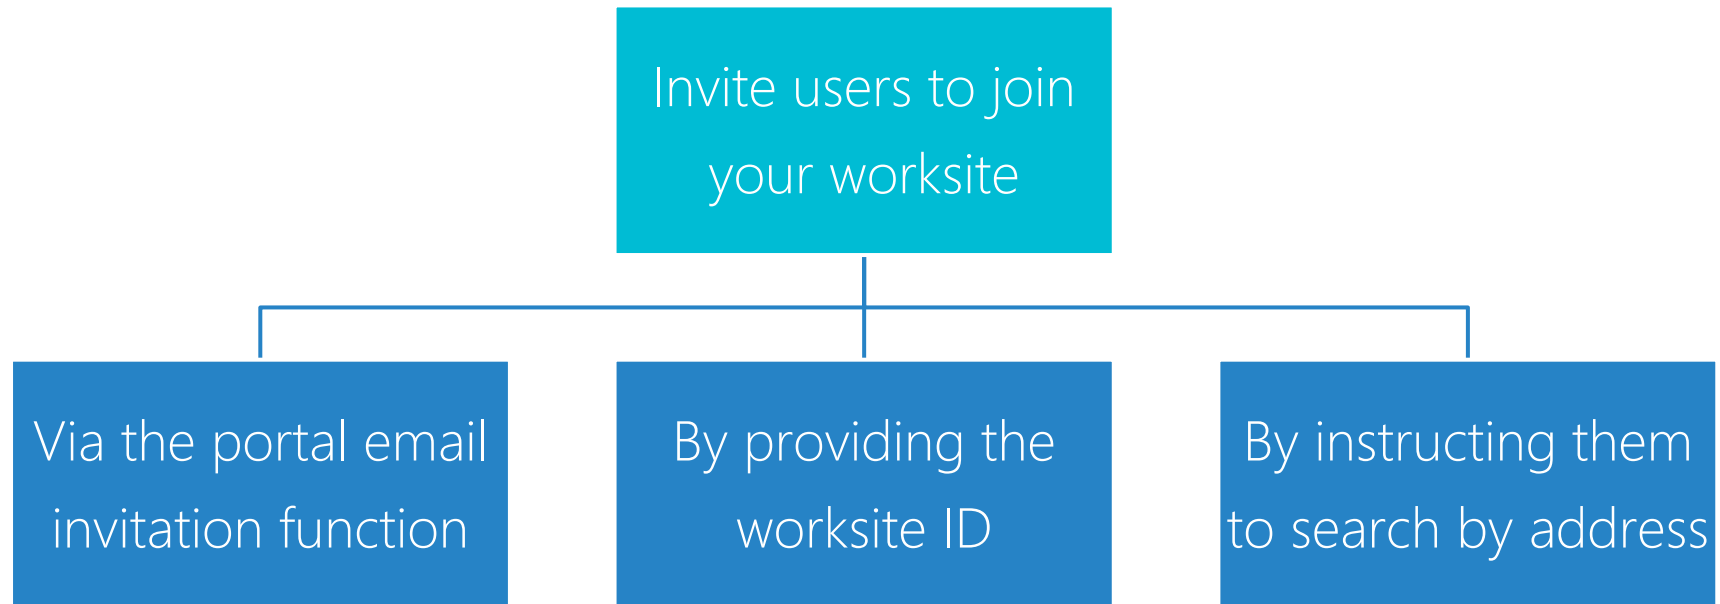 Invite users to join
your worksite
Via the portal email
invitation function
By providing the
worksite ID
By instructing them
to search by address